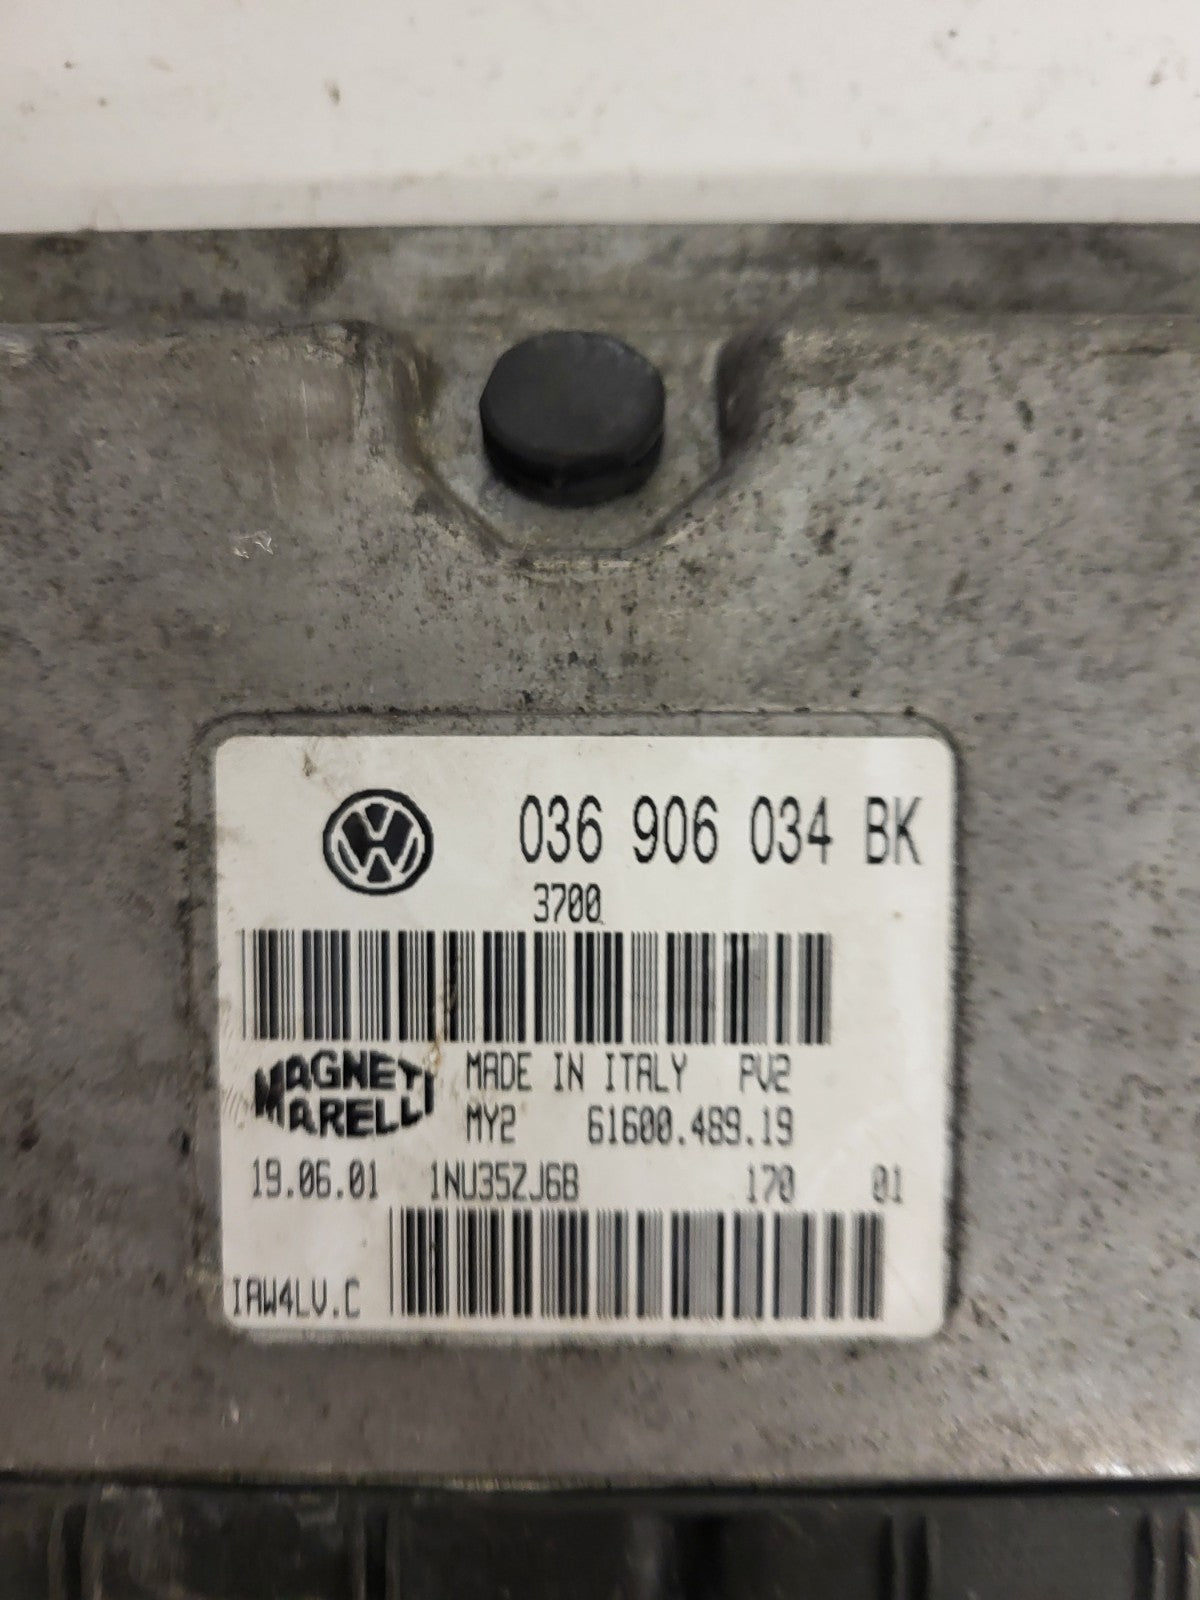 036 906 034 BK
3700
MAGNETI MARELLI
MADE IN ITALY PV2
MY2 61600.489.19
19.06.01 1NU35ZJ6B 170 01
IAW4LV.C